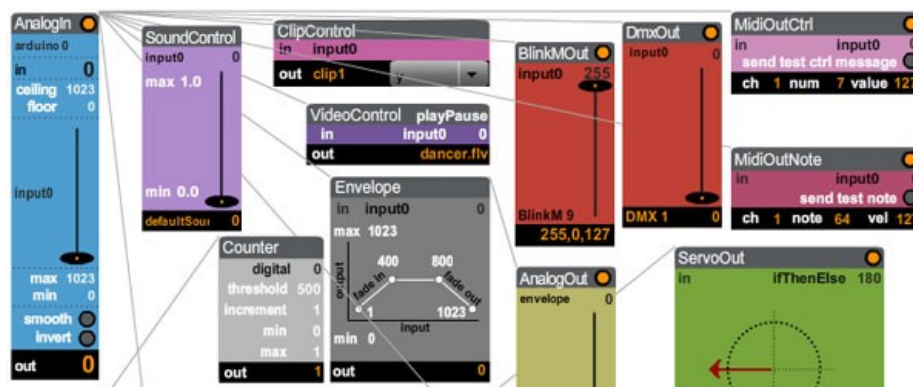 AnalogIn
arduino 0
in 0
ceiling 1023
floor 0
input0
max 1023
min 0
smooth
invert
out 0
SoundControl
input0 0
max 1.0
min 0.0
defaultSour 0
ClipControl
in input0
out clip1
y
VideoControl playPause
in input0 0
out dancer.flv
Counter
digital 0
threshold 500
increment 1
min 0
max 1
out 1
Envelope
in input0 0
max 1023
400 800
output
fade in
fade out
1 1023
input
min 0
out 0
BlinkMOut
input0 255
BlinkM 9
255,0,127
AnalogOut
envelope 0
DmxOut
input0 0
DMX 1 0
MidiOutCtrl
in input0 0
send test ctrl message
ch 1 num 7 value 127
MidiOutNote
in input0 0
send test note
ch 1 note 64 vel 127
ServoOut
in ifThenElse 180